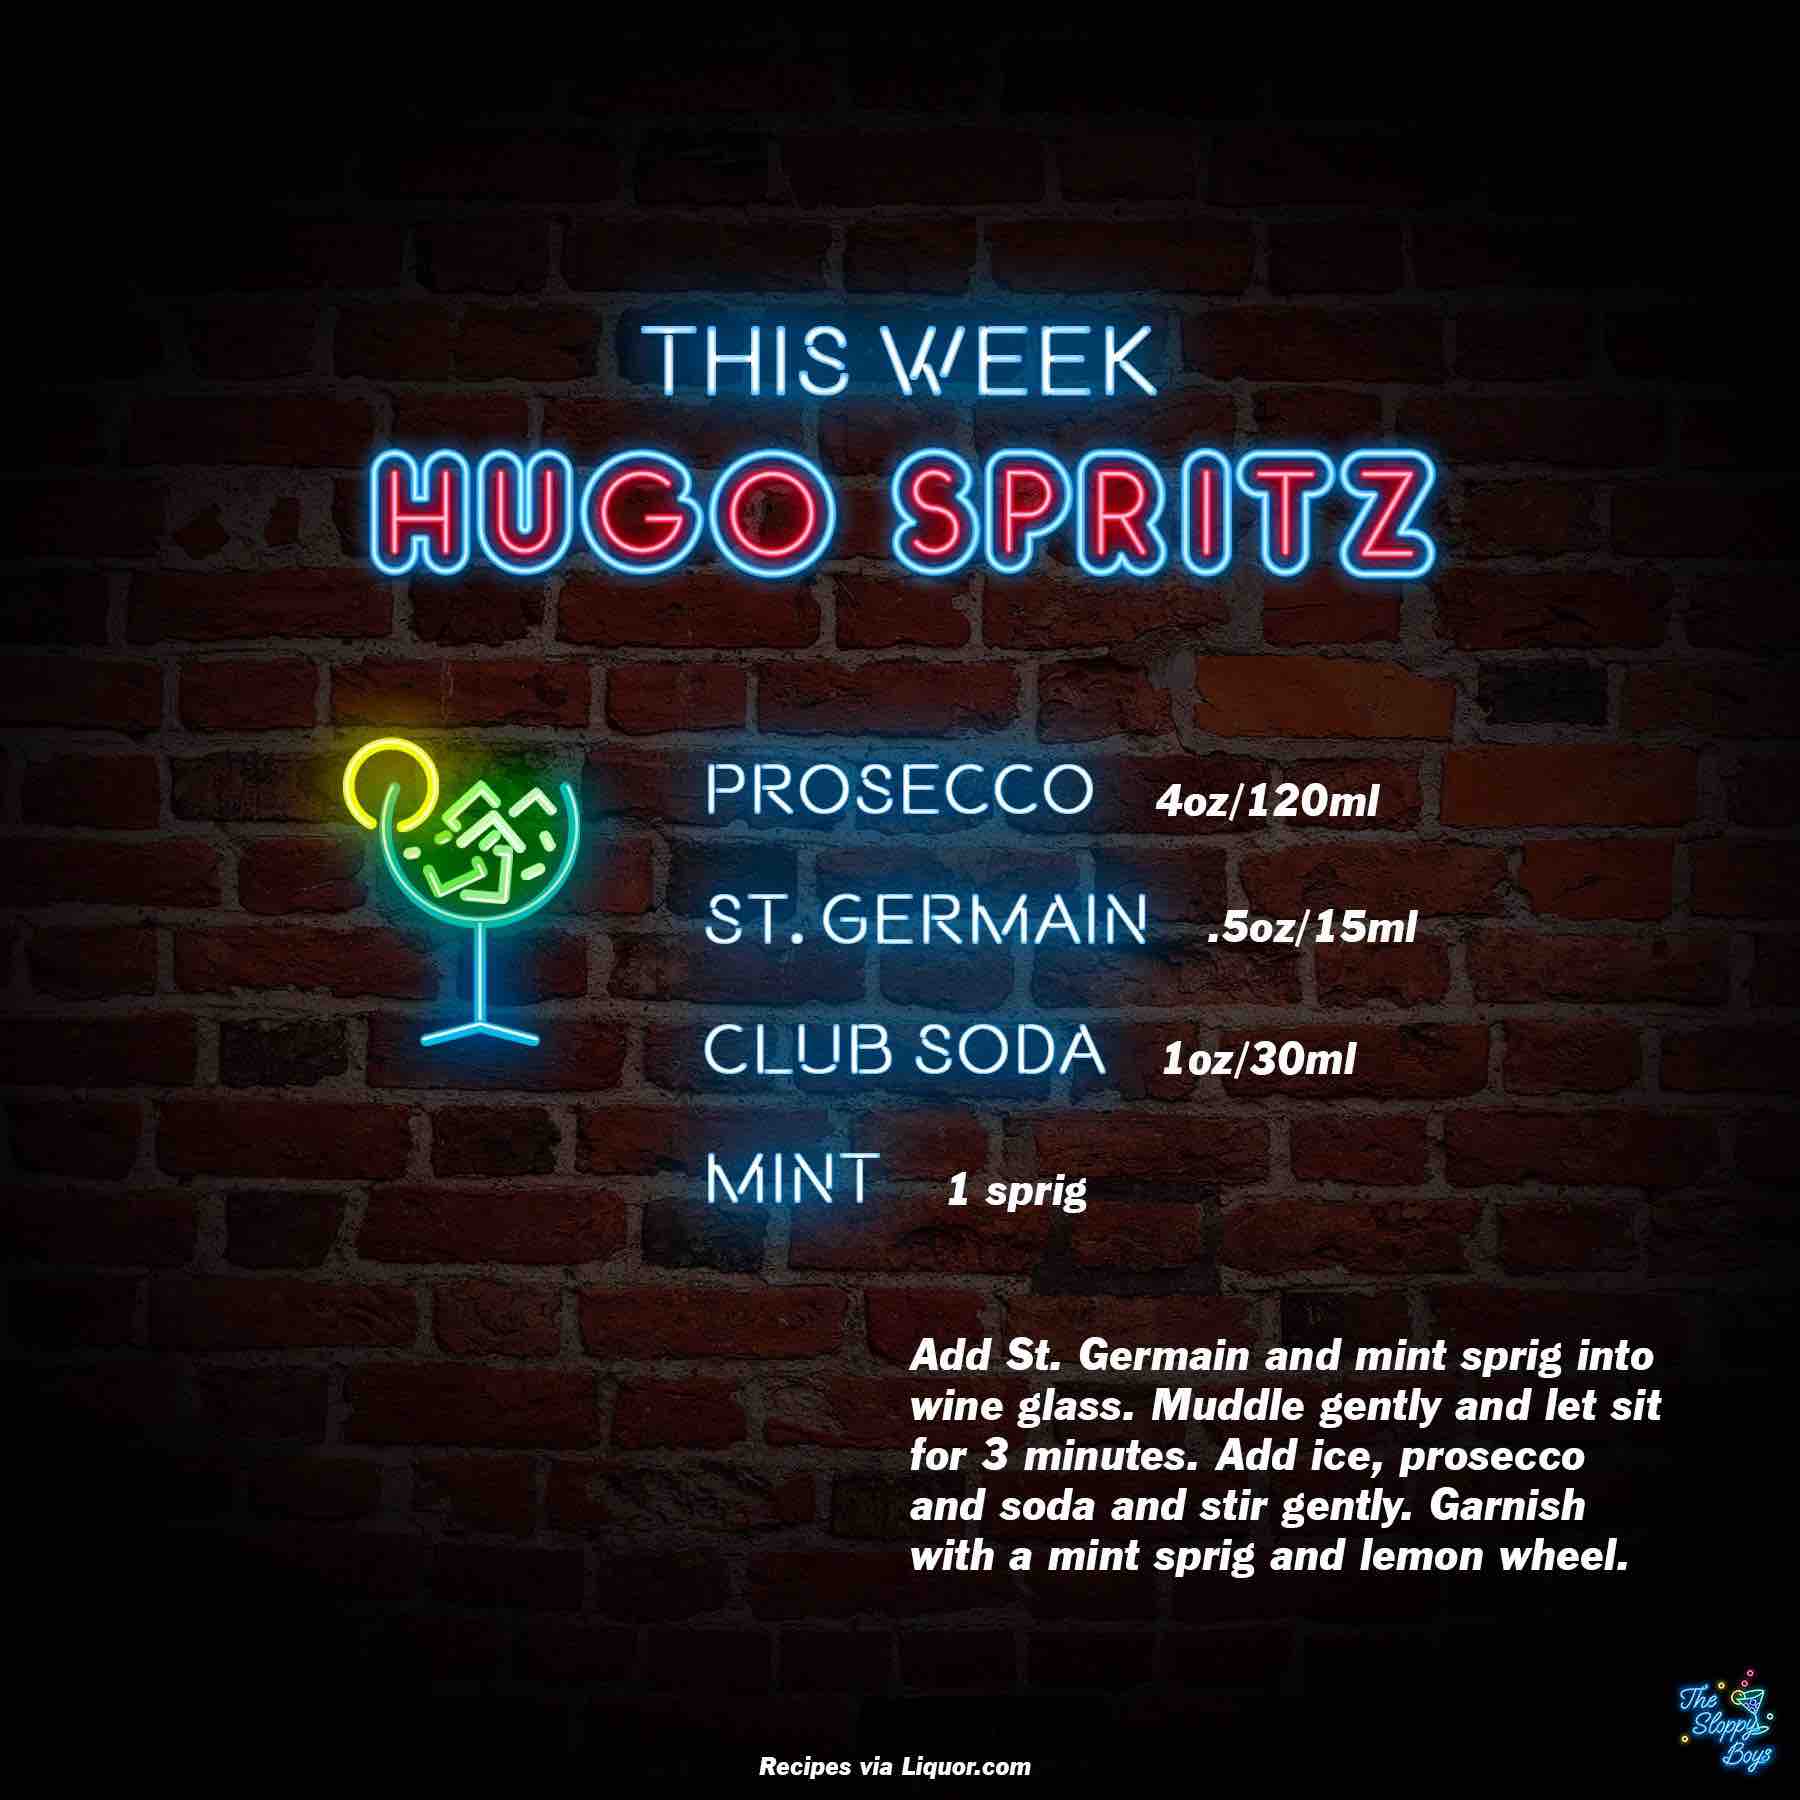 THIS WEEK
HUGO SPRITZ
PROSECCO 4oz/120ml
ST. GERMAIN .5oz/15ml
CLUB SODA 1oz/30ml
MINT 1 sprig
Add St. Germain and mint sprig into
wine glass. Muddle gently and let sit
for 3 minutes. Add ice, prosecco
and soda and stir gently. Garnish
with a mint sprig and lemon wheel.
The
Sloppy
Boys
Recipes via Liquor.com